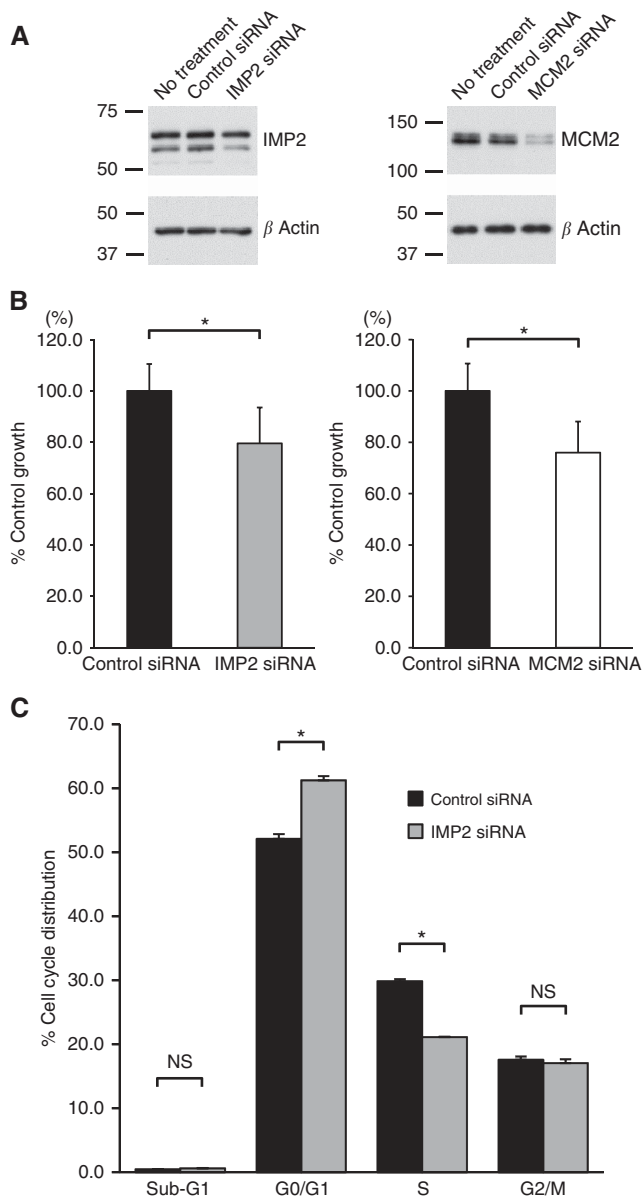 A
No treatment
Control siRNA
IMP2 siRNA
75
50
IMP2
50
37
β Actin
No treatment
Control siRNA
MCM2 siRNA
150
100
MCM2
50
37
β Actin
B
(%)
120.0
100.0
80.0
60.0
40.0
20.0
0.0
% Control growth
*
Control siRNA
IMP2 siRNA
(%)
120.0
100.0
80.0
60.0
40.0
20.0
0.0
% Control growth
*
Control siRNA
MCM2 siRNA
C
70.0
60.0
50.0
40.0
30.0
20.0
10.0
0.0
% Cell cycle distribution
NS
*
*
NS
Control siRNA
IMP2 siRNA
Sub-G1
G0/G1
S
G2/M